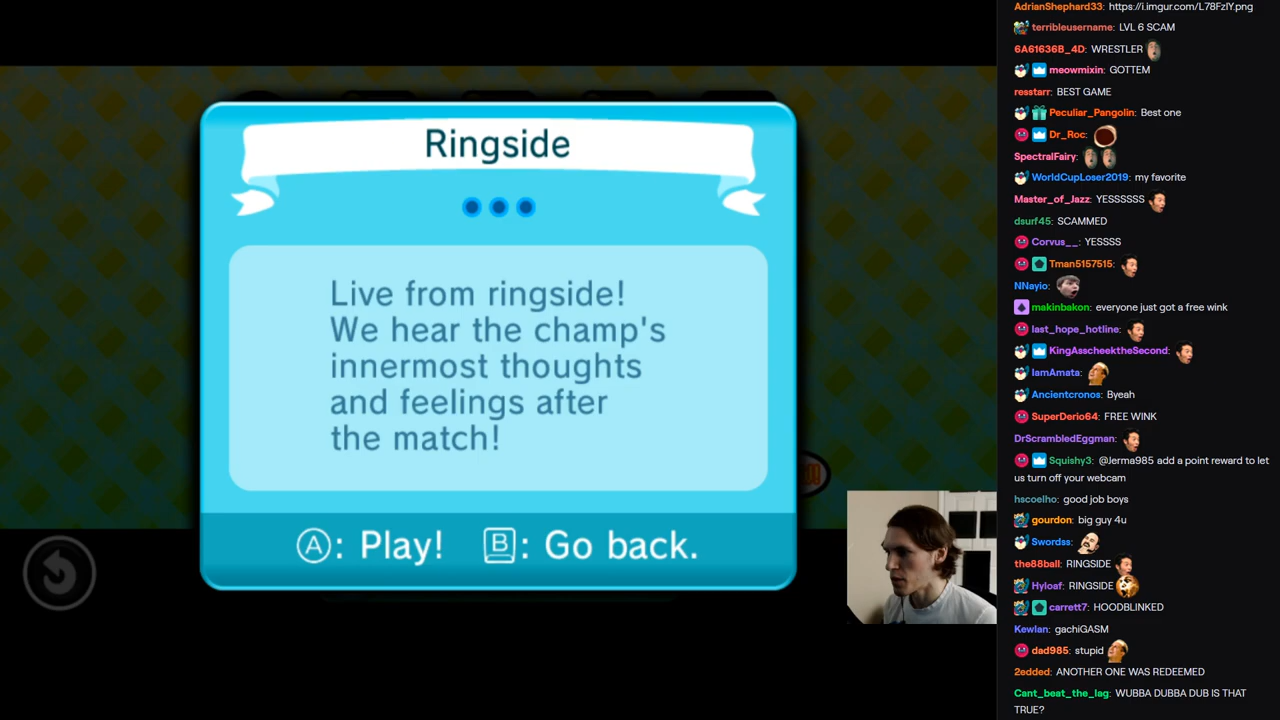 Ringside
Live from ringside!
We hear the champ's
innermost thoughts
and feelings after
the match!
A: Play! B: Go back.
AdrianShephard33: https://i.imgur.com/L78FzIY.png
terribleusername: LVL 6 SCAM
6A61636B_4D: WRESTLER
meowmixin: GOTTEM
resstarr: BEST GAME
Peculiar_Pangolin: Best one
Dr_Roc:
SpectralFairy:
WorldCupLoser2019: my favorite
Master_of_Jazz: YESSSSSS
dsurf45: SCAMMED
Corvus__: YESSSS
Tman5157515:
NNayio:
makinbakon: everyone just got a free wink
last_hope_hotline:
KingAsscheektheSecond:
IamAmata:
Ancientcronos: Byeah
SuperDerio64: FREE WINK
DrScrambledEggman:
Squishy3: @Jerma985 add a point reward to let
us turn off your webcam
hscoelho: good job boys
gourdon: big guy 4u
Swordss:
the88ball: RINGSIDE
Hyloaf: RINGSIDE
carrett7: HOODBLINKED
Kewlan: gachiGASM
dad985: stupid
2edded: ANOTHER ONE WAS REDEEMED
Cant_beat_the_lag: WUBBA DUBBA DUB IS THAT
TRUE?